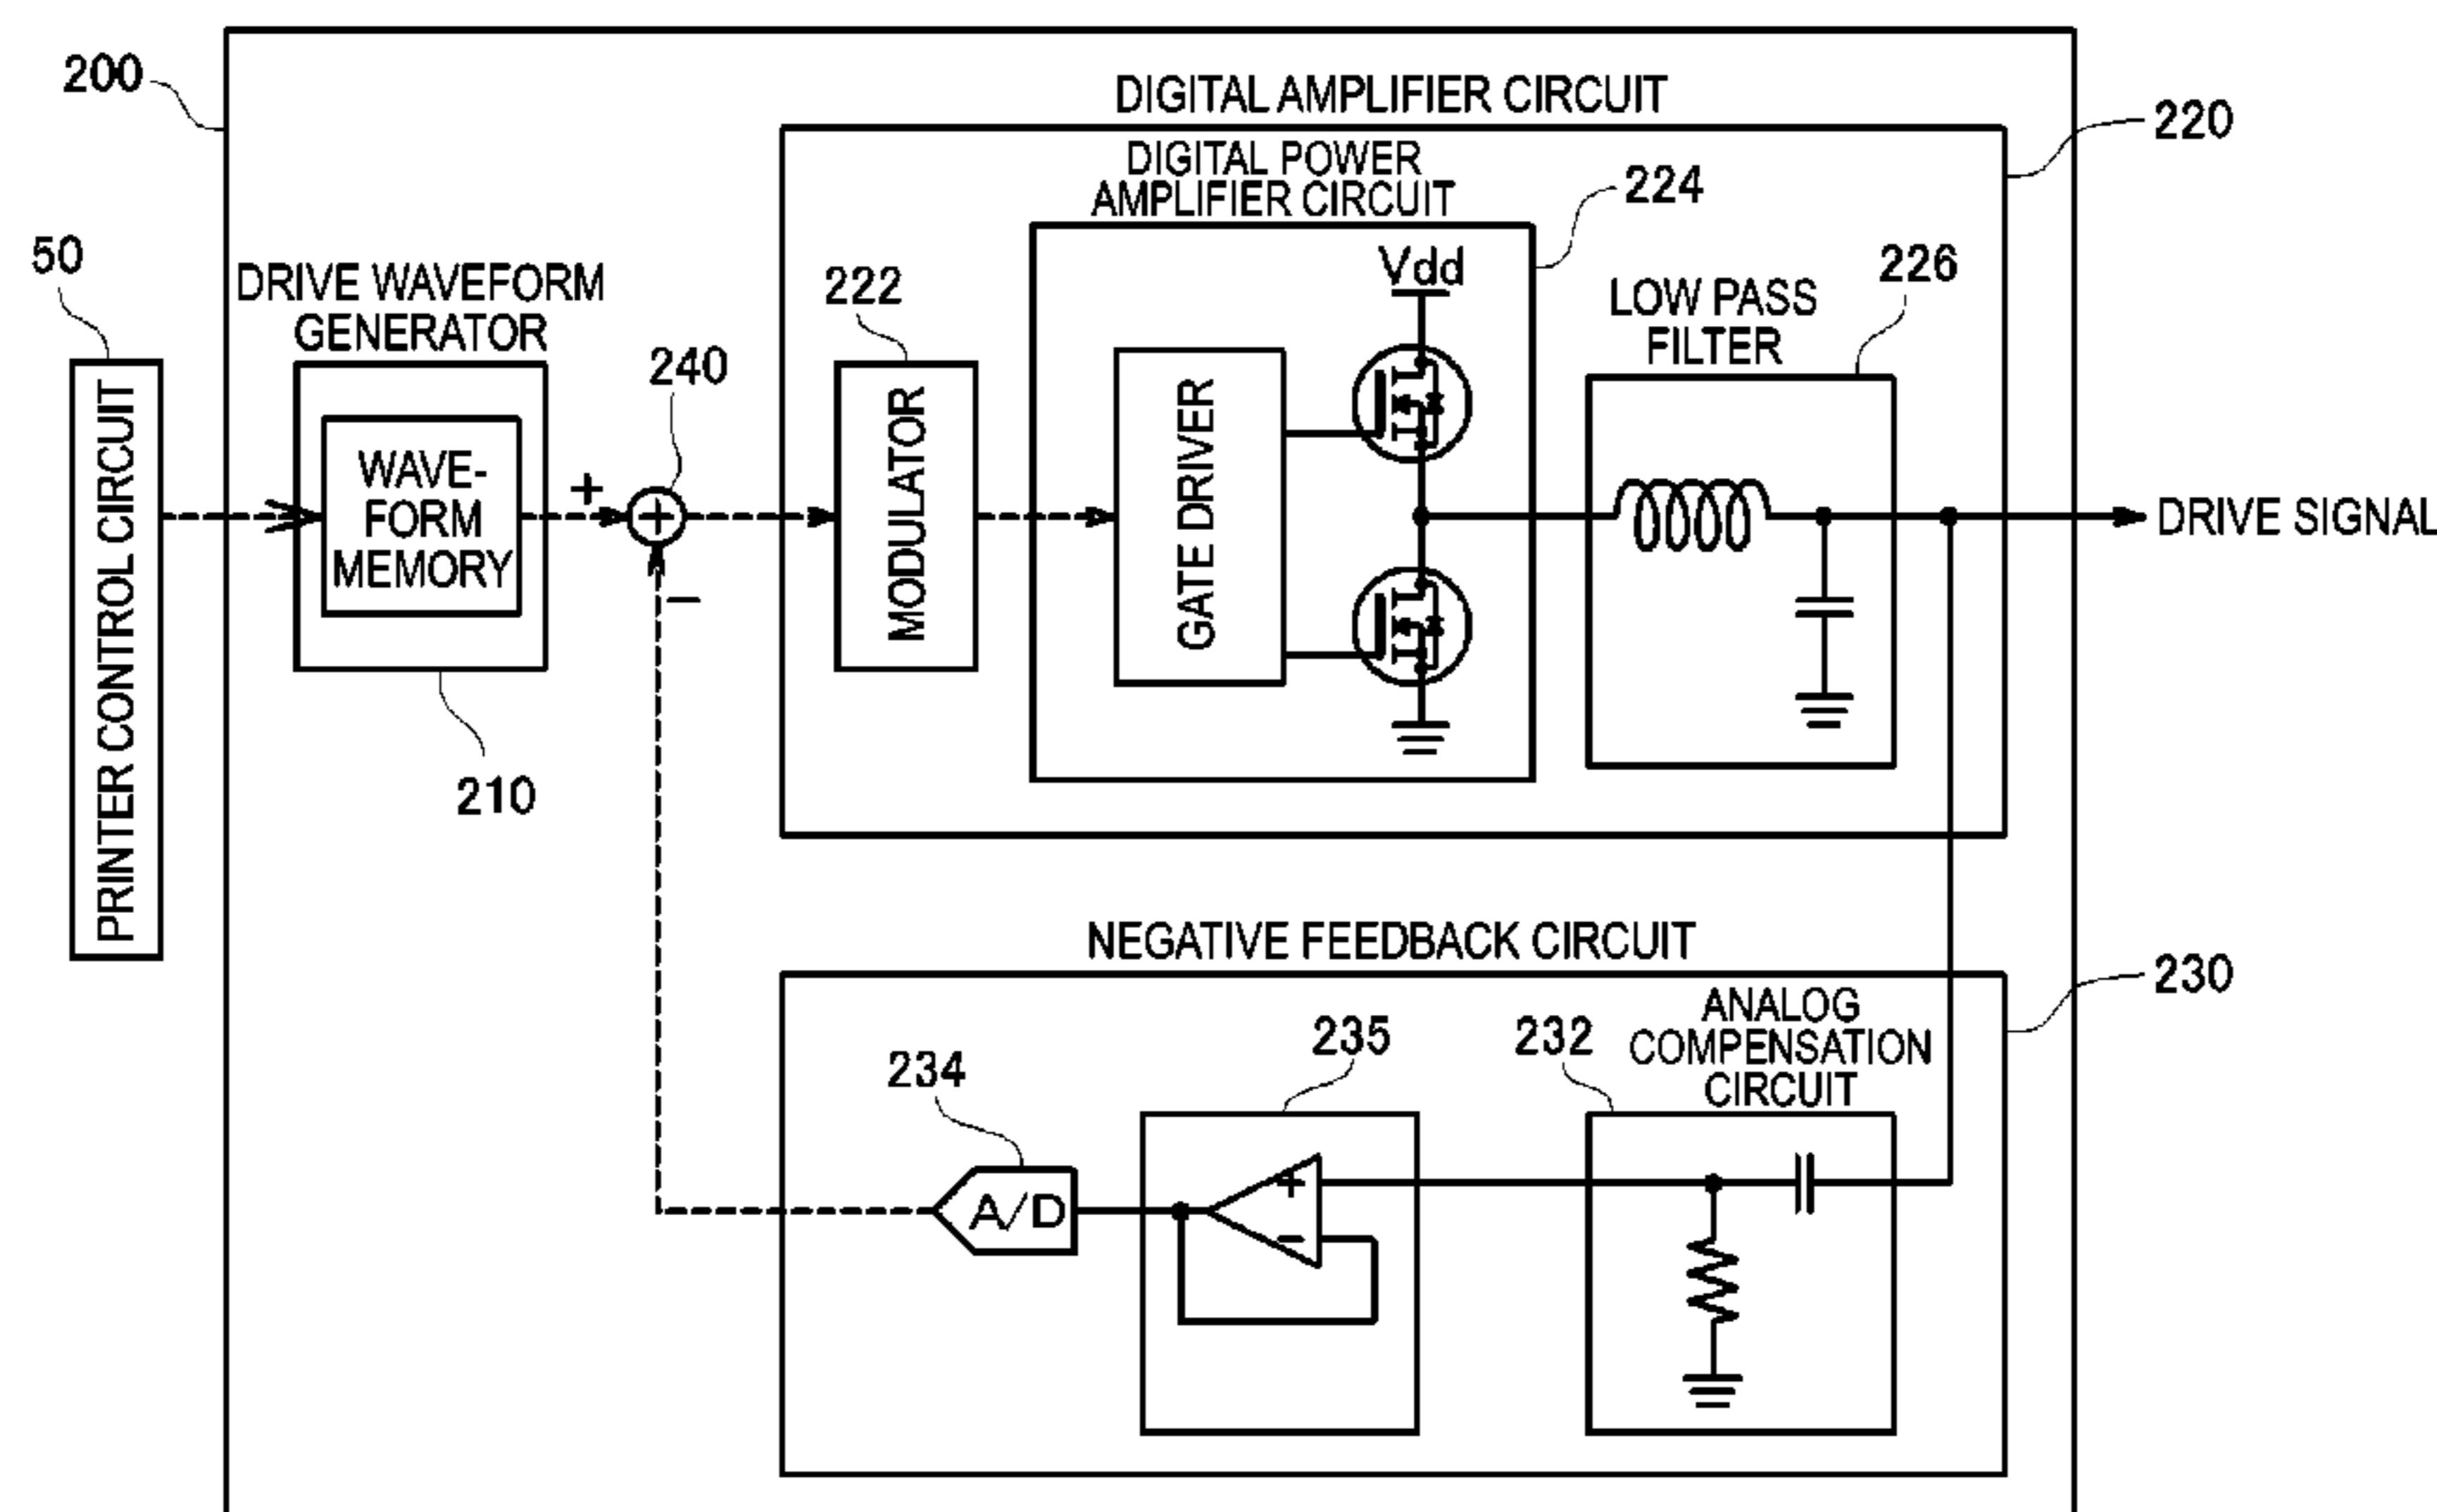 200
DIGITAL AMPLIFIER CIRCUIT
220
DIGITAL POWER
AMPLIFIER CIRCUIT
224
50
DRIVE WAVEFORM
GENERATOR
222
Vdd
LOW PASS
FILTER
226
240
PRINTER CONTROL CIRCUIT
WAVE-
FORM
MEMORY
+
+
−
MODULATOR
GATE DRIVER
DRIVE SIGNAL
210
NEGATIVE FEEDBACK CIRCUIT
230
234
235
232
ANALOG
COMPENSATION
CIRCUIT
A/D
+
−